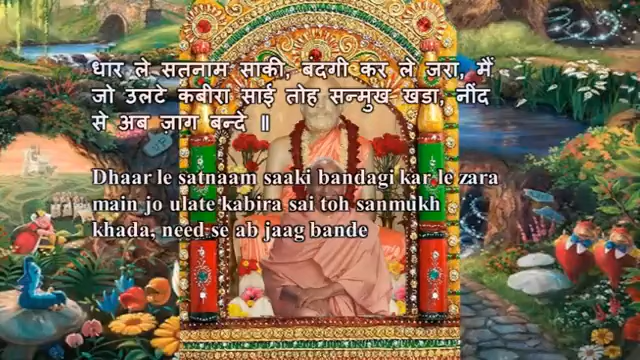 धार ले सतनाम साकी, बंदगी कर ले ज़रा, मैं
जो उलटे कबीरा साई तोह सन्मुख खडा, नींद
से अब ज़ाग बन्दे ॥
Dhaar le satnaam saaki bandagi kar le zara
main jo ulate kabira sai toh sanmukh
khada, need se ab jaag bande